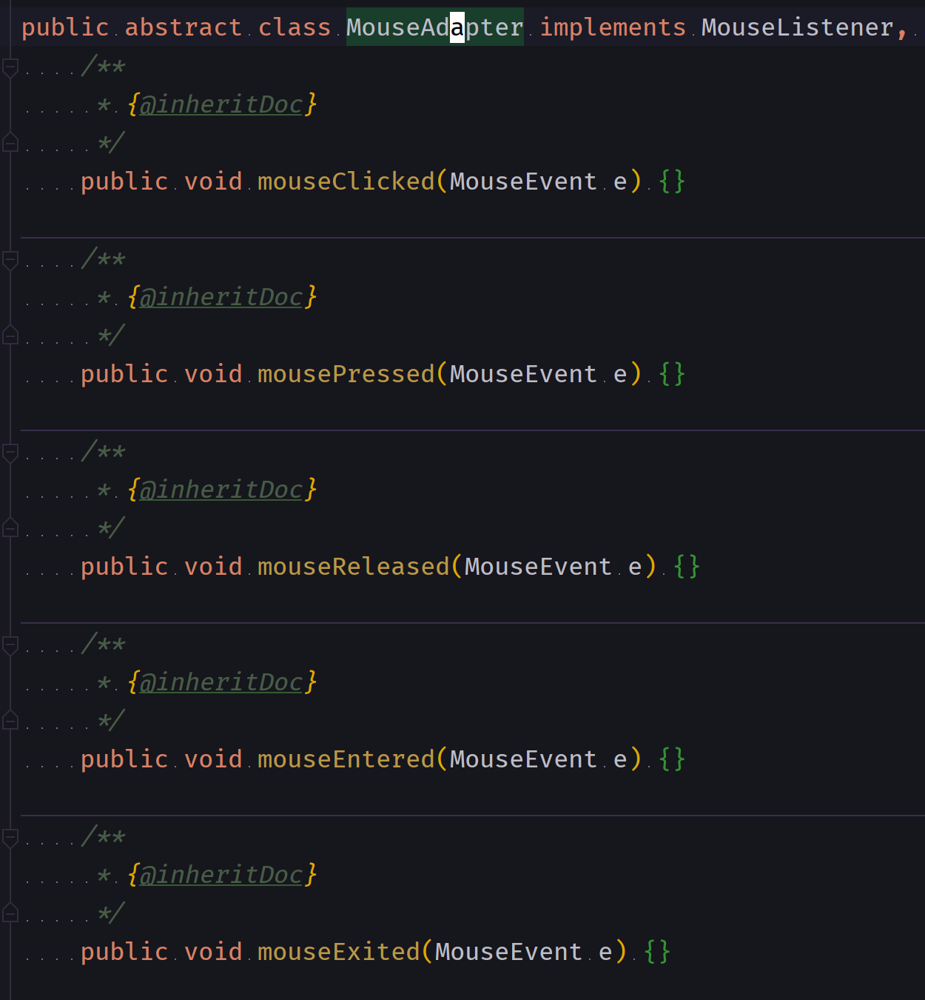 public abstract class MouseAdapter implements MouseListener,
/**
* {@inheritDoc}
*/
public void mouseClicked(MouseEvent e) {}
/**
* {@inheritDoc}
*/
public void mousePressed(MouseEvent e) {}
/**
* {@inheritDoc}
*/
public void mouseReleased(MouseEvent e) {}
/**
* {@inheritDoc}
*/
public void mouseEntered(MouseEvent e) {}
/**
* {@inheritDoc}
*/
public void mouseExited(MouseEvent e) {}